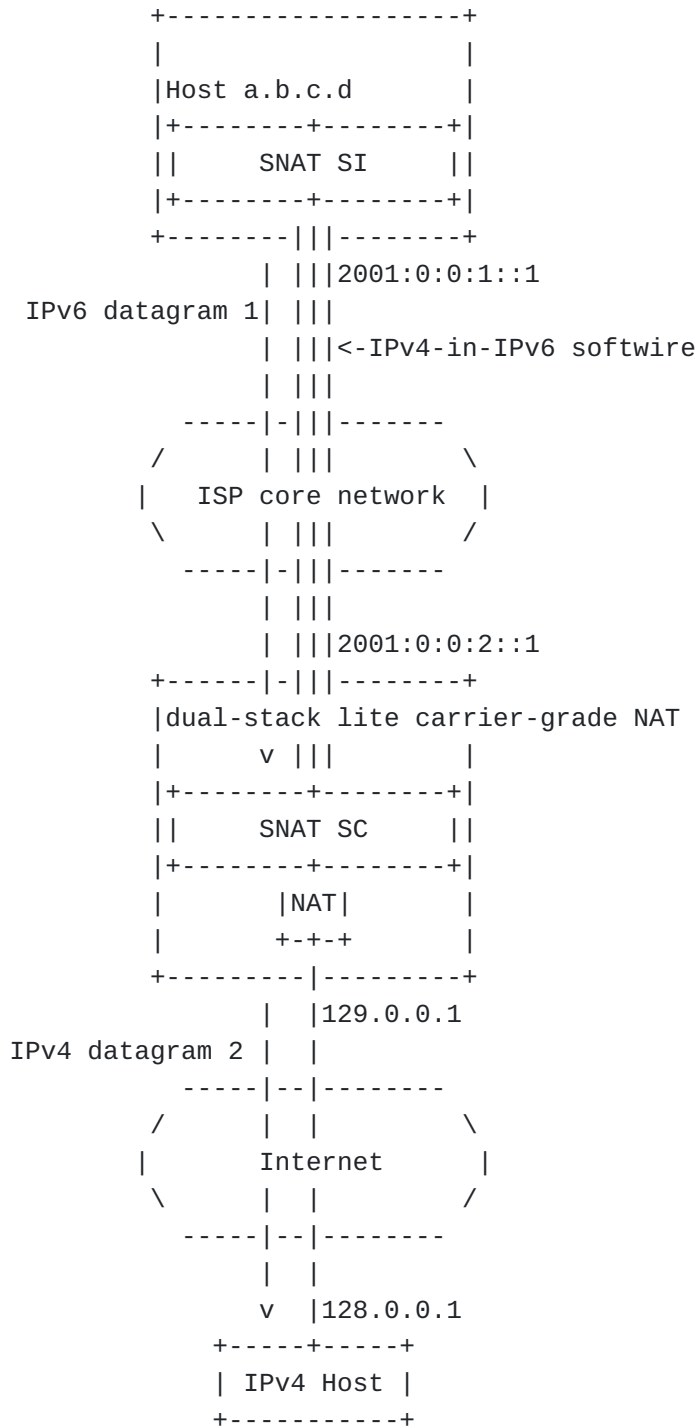 Host a.b.c.d
SNAT SI
2001:0:0:1::1
IPv6 datagram 1
<-IPv4-in-IPv6 softwire
ISP core network
2001:0:0:2::1
dual-stack lite carrier-grade NAT
v
SNAT SC
NAT
129.0.0.1
IPv4 datagram 2
Internet
v 128.0.0.1
IPv4 Host